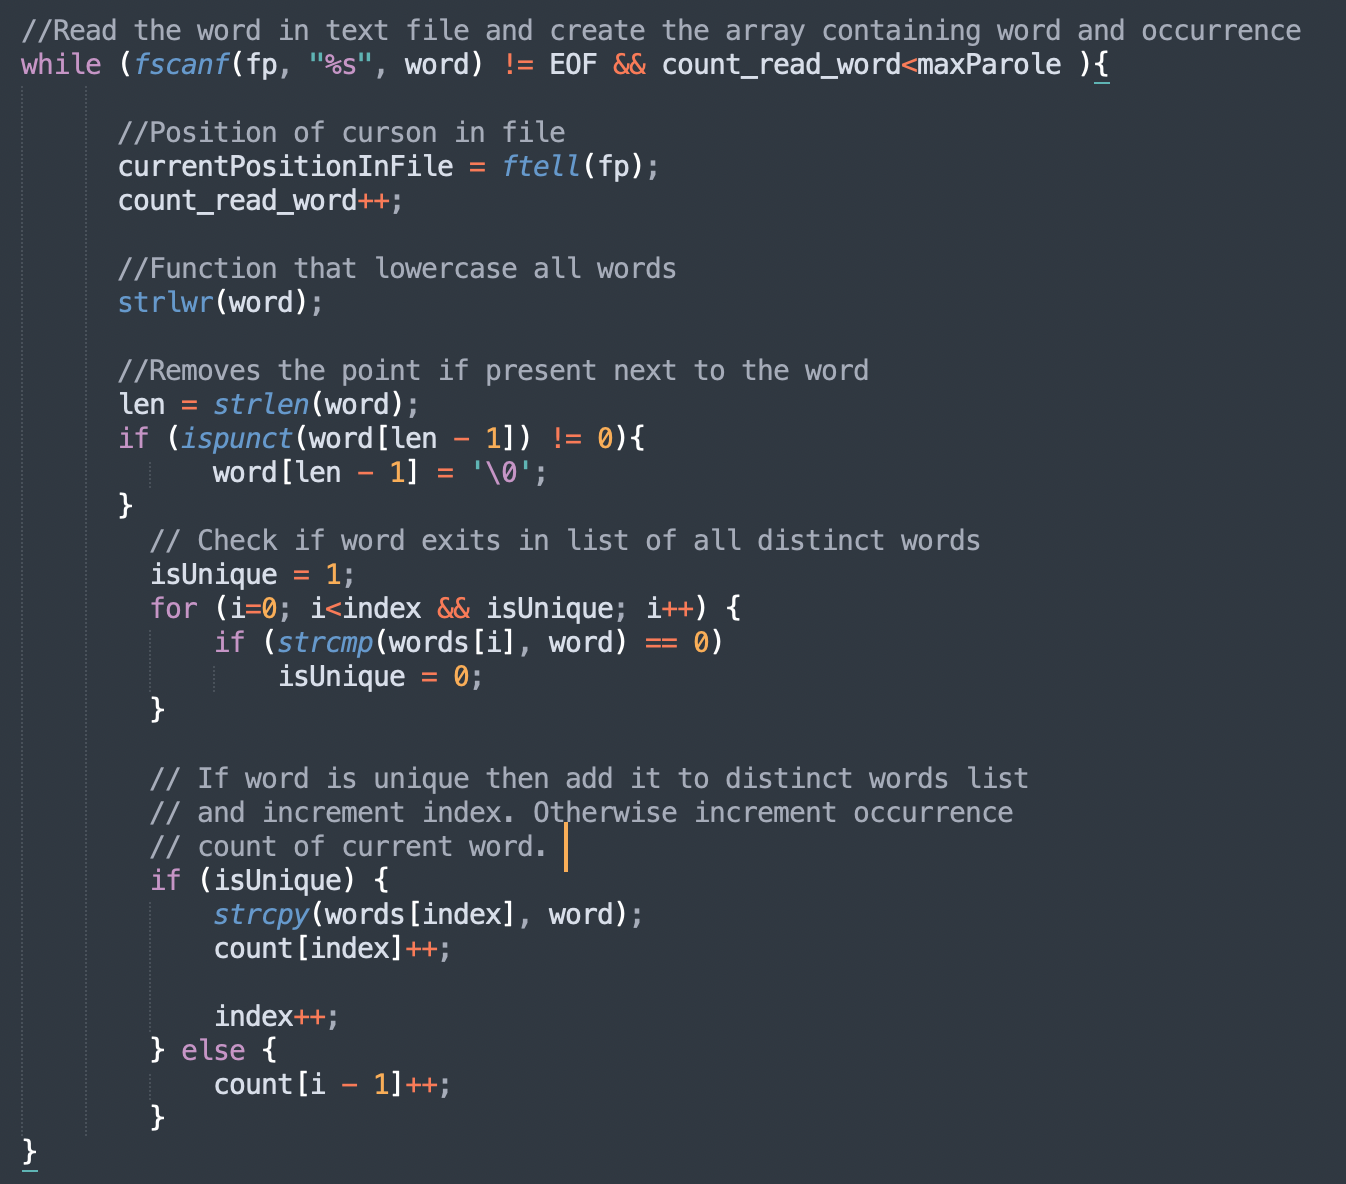 //Read the word in text file and create the array containing word and occurrence
while (fscanf(fp, "%s", word) != EOF && count_read_word<maxParole ){
//Position of curson in file
currentPositionInFile = ftell(fp);
count_read_word++;
//Function that lowercase all words
strlwr(word);
//Removes the point if present next to the word
len = strlen(word);
if (ispunct(word[len - 1]) != 0){
word[len - 1] = '\0';
}
// Check if word exits in list of all distinct words
isUnique = 1;
for (i=0; i<index && isUnique; i++) {
if (strcmp(words[i], word) == 0)
isUnique = 0;
}
// If word is unique then add it to distinct words list
// and increment index. Otherwise increment occurrence
// count of current word.
if (isUnique) {
strcpy(words[index], word);
count[index]++;
index++;
} else {
count[i - 1]++;
}
}